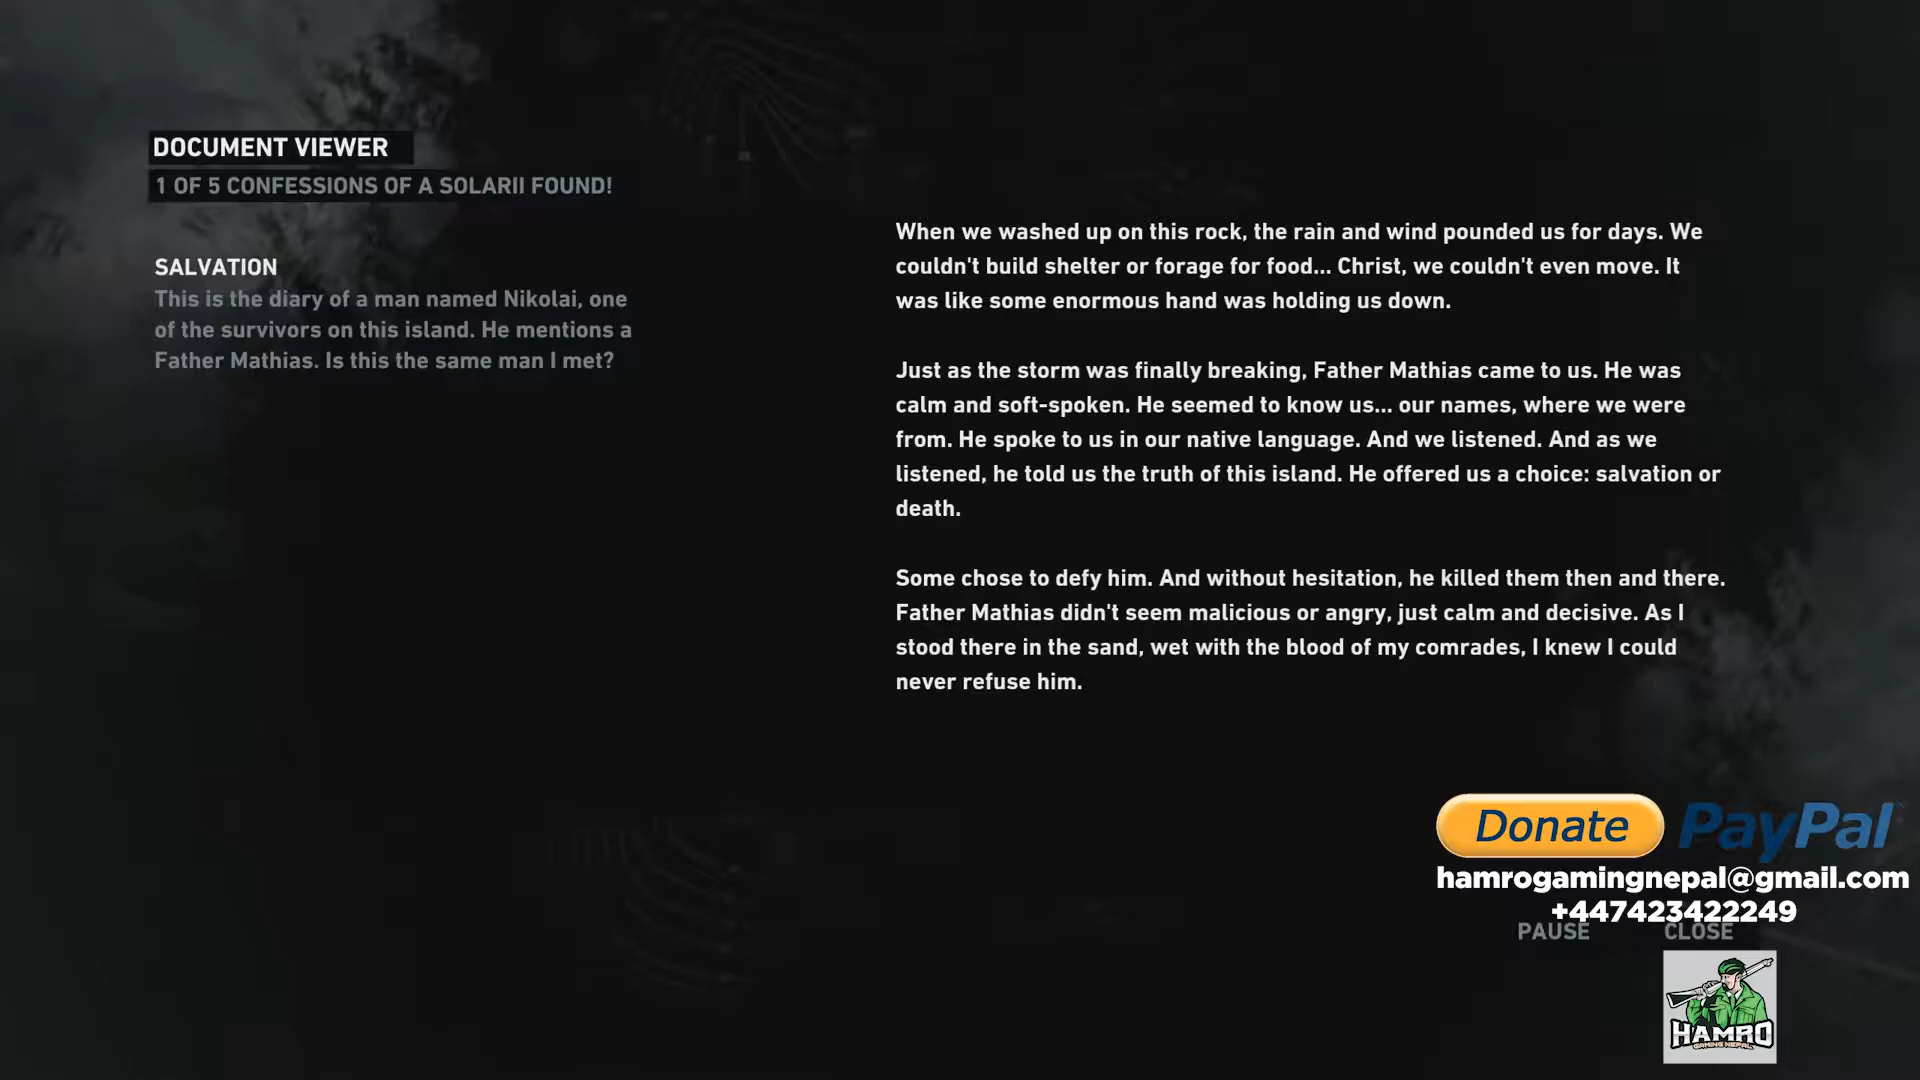 DOCUMENT VIEWER
1 OF 5 CONFESSIONS OF A SOLARII FOUND!
SALVATION
This is the diary of a man named Nikolai, one
of the survivors on this island. He mentions a
Father Mathias. Is this the same man I met?
When we washed up on this rock, the rain and wind pounded us for days. We
couldn't build shelter or forage for food... Christ, we couldn't even move. It
was like some enormous hand was holding us down.
Just as the storm was finally breaking, Father Mathias came to us. He was
calm and soft-spoken. He seemed to know us... our names, where we were
from. He spoke to us in our native language. And we listened. And as we
listened, he told us the truth of this island. He offered us a choice: salvation or
death.
Some chose to defy him. And without hesitation, he killed them then and there.
Father Mathias didn't seem malicious or angry, just calm and decisive. As I
stood there in the sand, wet with the blood of my comrades, I knew I could
never refuse him.
Donate PayPal
hamrogamingnepal@gmail.com
+447423422249
PAUSE CLOSE
HAMRO
GAMING NEPAL